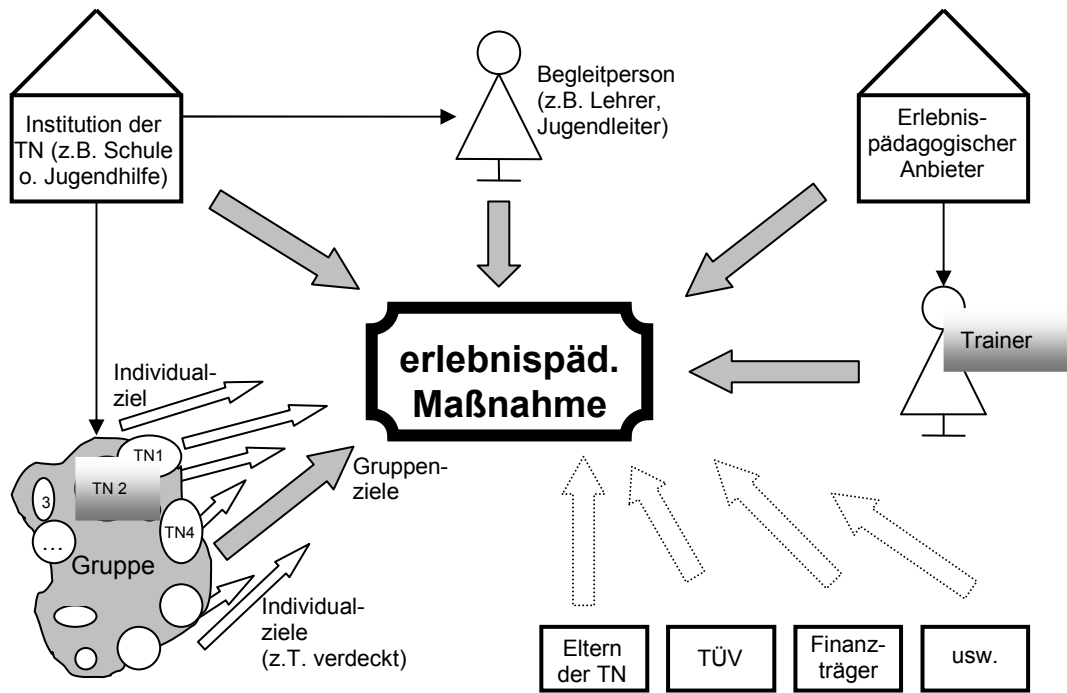 Institution der
TN (z.B. Schule
o. Jugendhilfe)
Begleitperson
(z.B. Lehrer,
Jugendleiter)
Erlebnis-
pädagogischer
Anbieter
Trainer
erlebnispäd.
Maßnahme
Individual-
ziel
TN1
TN 2
3
TN4
...
Gruppe
Gruppen-
ziele
Individual-
ziele
(z.T. verdeckt)
Eltern
der TN
TÜV
Finanz-
träger
usw.